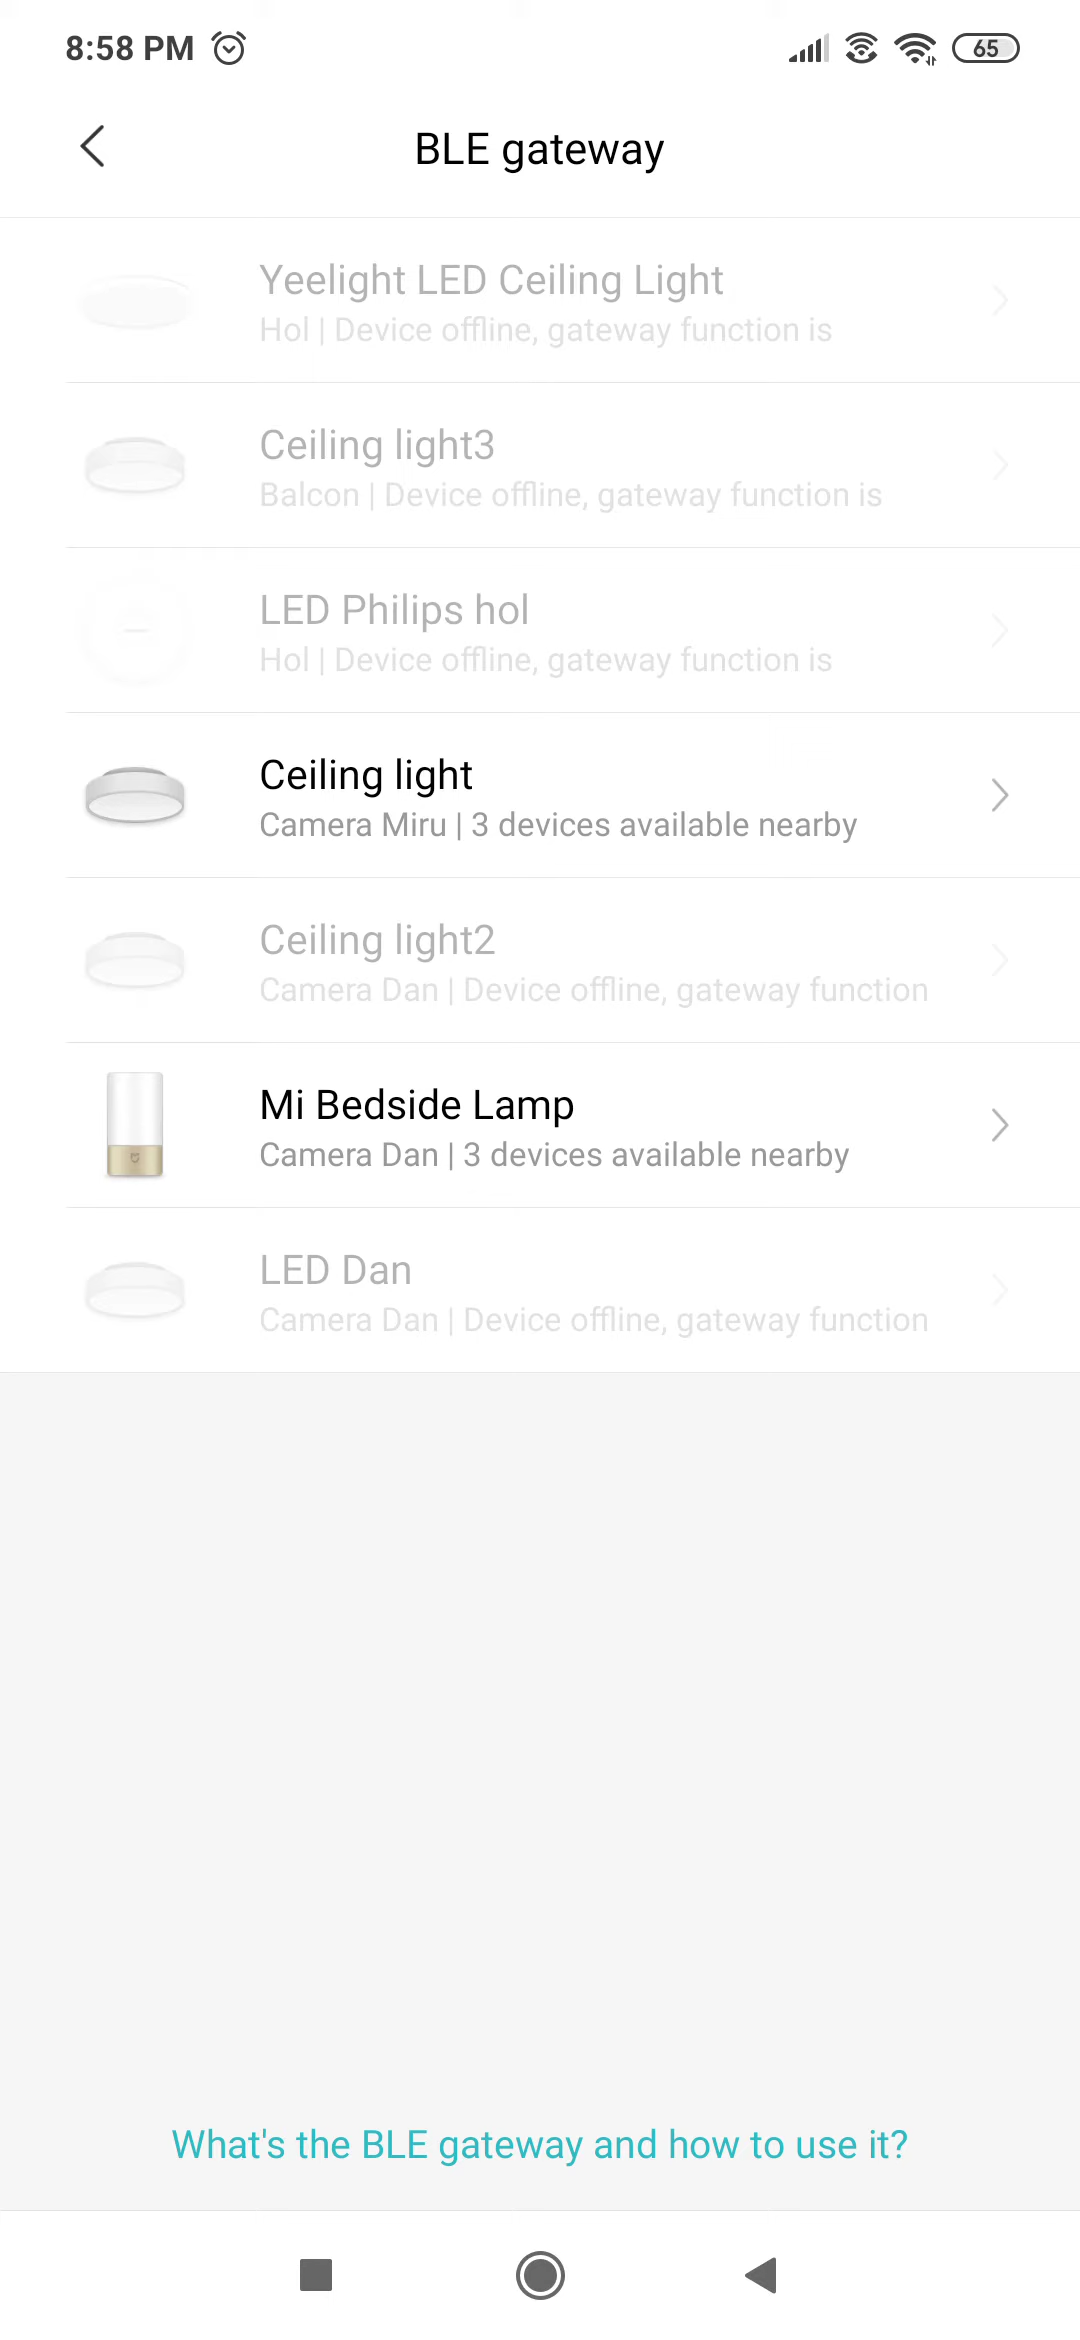 8:58 PM
65
BLE gateway
Yeelight LED Ceiling Light
Hol | Device offline, gateway function is
Ceiling light3
Balcon | Device offline, gateway function is
LED Philips hol
Hol | Device offline, gateway function is
Ceiling light
Camera Miru | 3 devices available nearby
Ceiling light2
Camera Dan | Device offline, gateway function
Mi Bedside Lamp
Camera Dan | 3 devices available nearby
LED Dan
Camera Dan | Device offline, gateway function
What's the BLE gateway and how to use it?